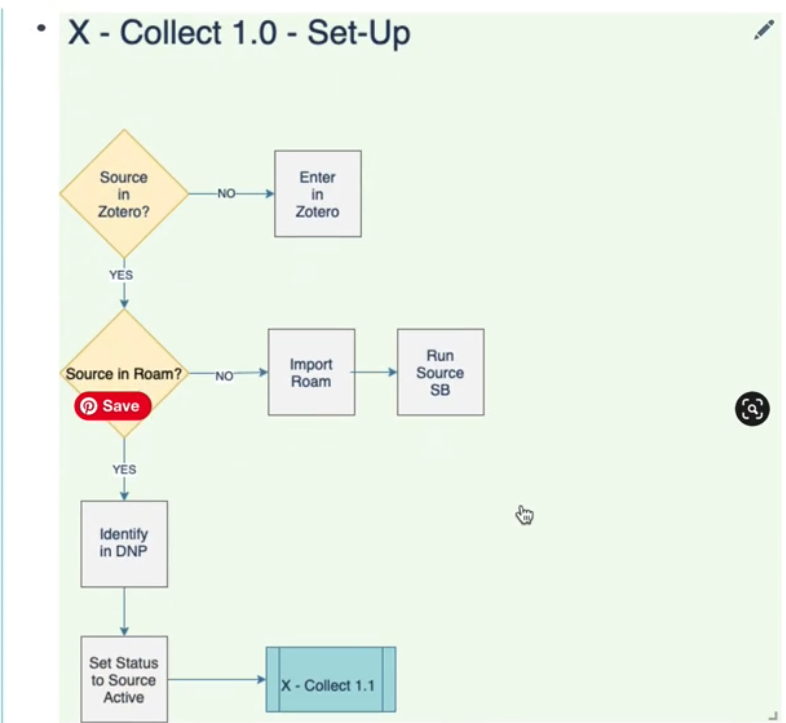 X - Collect 1.0 - Set-Up
Source
in
Zotero?
NO
Enter
in
Zotero
YES
Source in Roam?
NO
Import
Roam
Run
Source
SB
Save
YES
Identify
in DNP
Set Status
to Source
Active
X - Collect 1.1